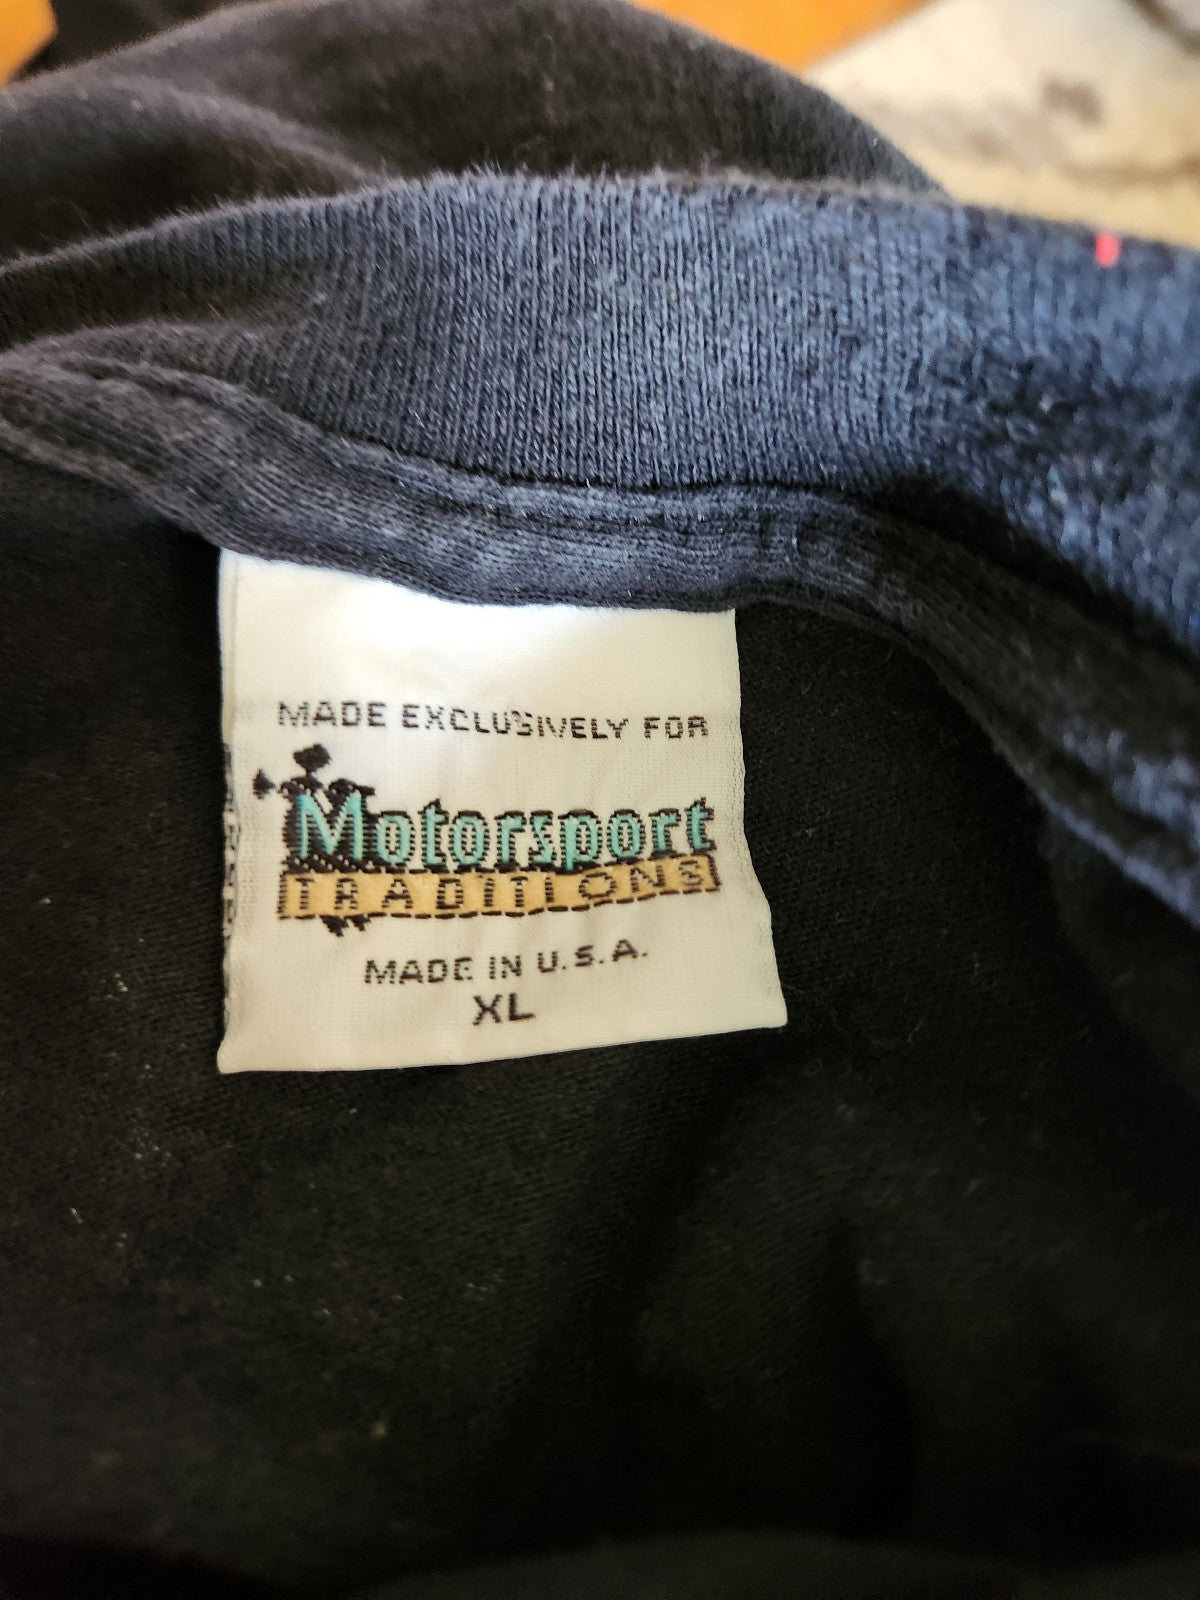 MADE EXCLUSIVELY FOR
Motorsport
TRADITIONS
MADE IN U.S.A.
XL